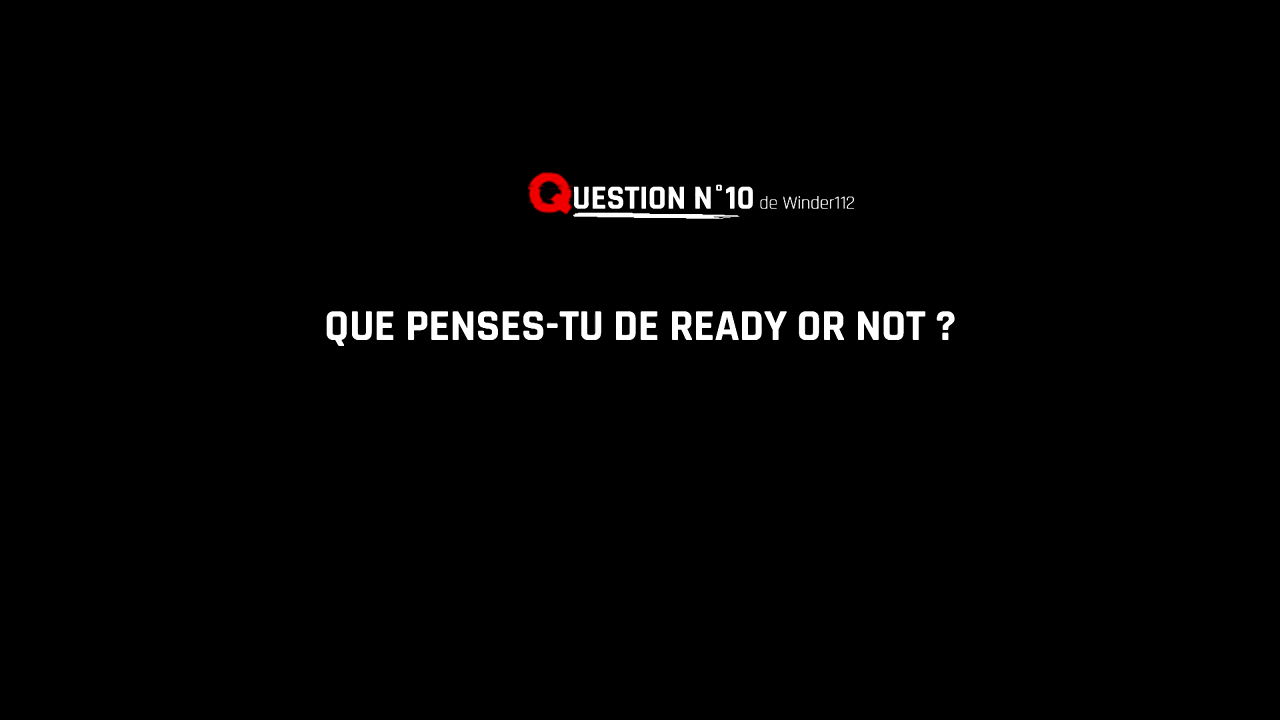 QUESTION N°10 de Winder112
QUE PENSES-TU DE READY OR NOT ?